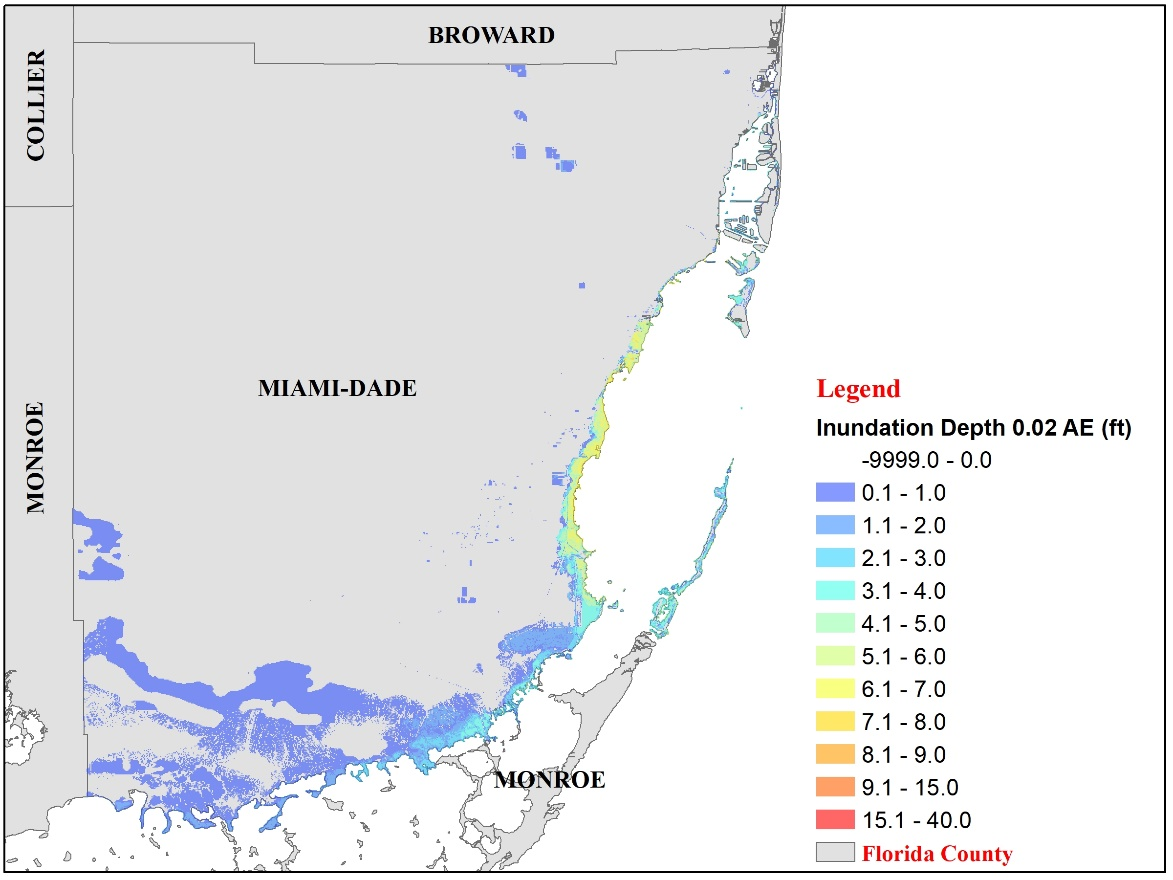 BROWARD
COLLIER
MIAMI-DADE
MONROE
MONROE
Legend
Inundation Depth 0.02 AE (ft)
-9999.0 - 0.0
0.1 - 1.0
1.1 - 2.0
2.1 - 3.0
3.1 - 4.0
4.1 - 5.0
5.1 - 6.0
6.1 - 7.0
7.1 - 8.0
8.1 - 9.0
9.1 - 15.0
15.1 - 40.0
Florida County